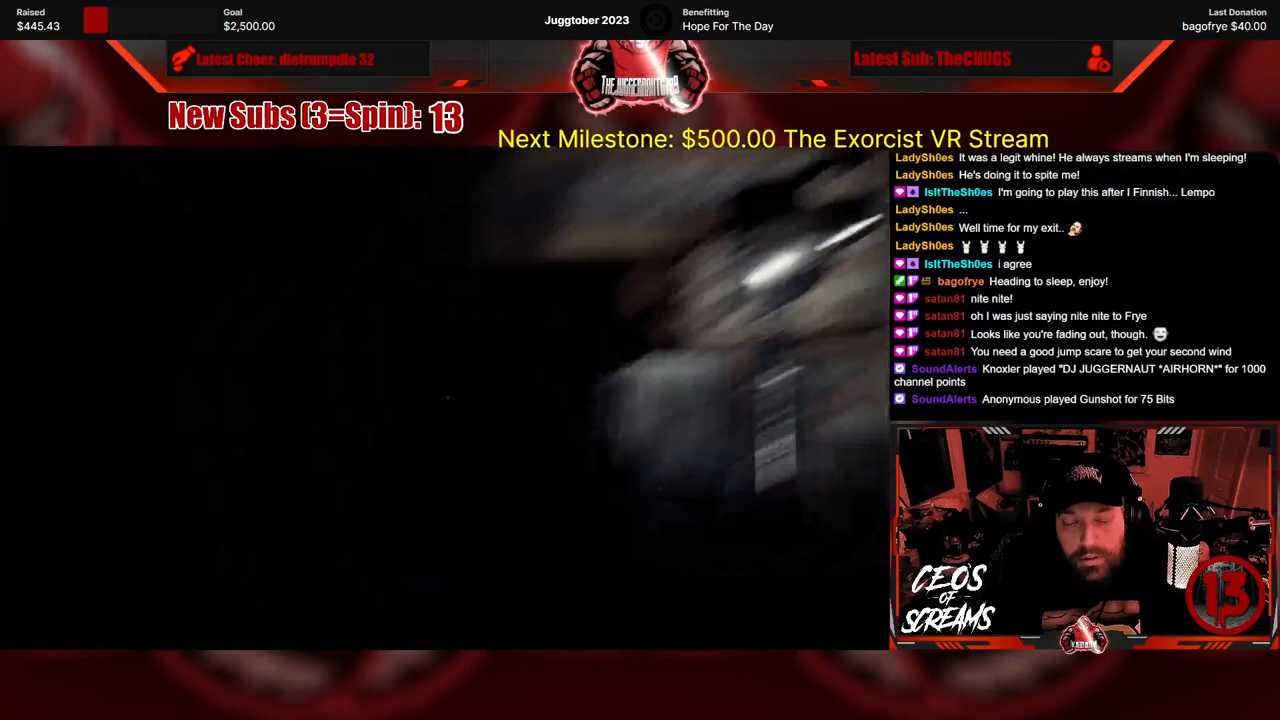 Raised
$445.43
Goal
$2,500.00
Juggtober 2023
Benefitting
Hope For The Day
Last Donation
bagofrye $40.00
Latest Cheer: dietrumpdie 32
THEJUGGERNAUT6789
Latest Sub: TheCHUGS
New Subs (3=Spin): 13
Next Milestone: $500.00 The Exorcist VR Stream
LadySh0es It was a legit whine! He always streams when I'm sleeping!
LadySh0es He's doing it to spite me!
IsItTheSh0es I'm going to play this after I Finnish... Lempo
LadySh0es ...
LadySh0es Well time for my exit..
LadySh0es
IsItTheSh0es i agree
bagofrye Heading to sleep, enjoy!
satan81 nite nite!
satan81 oh I was just saying nite nite to Frye
satan81 Looks like you're fading out, though.
satan81 You need a good jump scare to get your second wind
SoundAlerts Knoxler played "DJ JUGGERNAUT *AIRHORN*" for 1000
channel points
SoundAlerts Anonymous played Gunshot for 75 Bits
CEOS
OF
SCREAMS
13